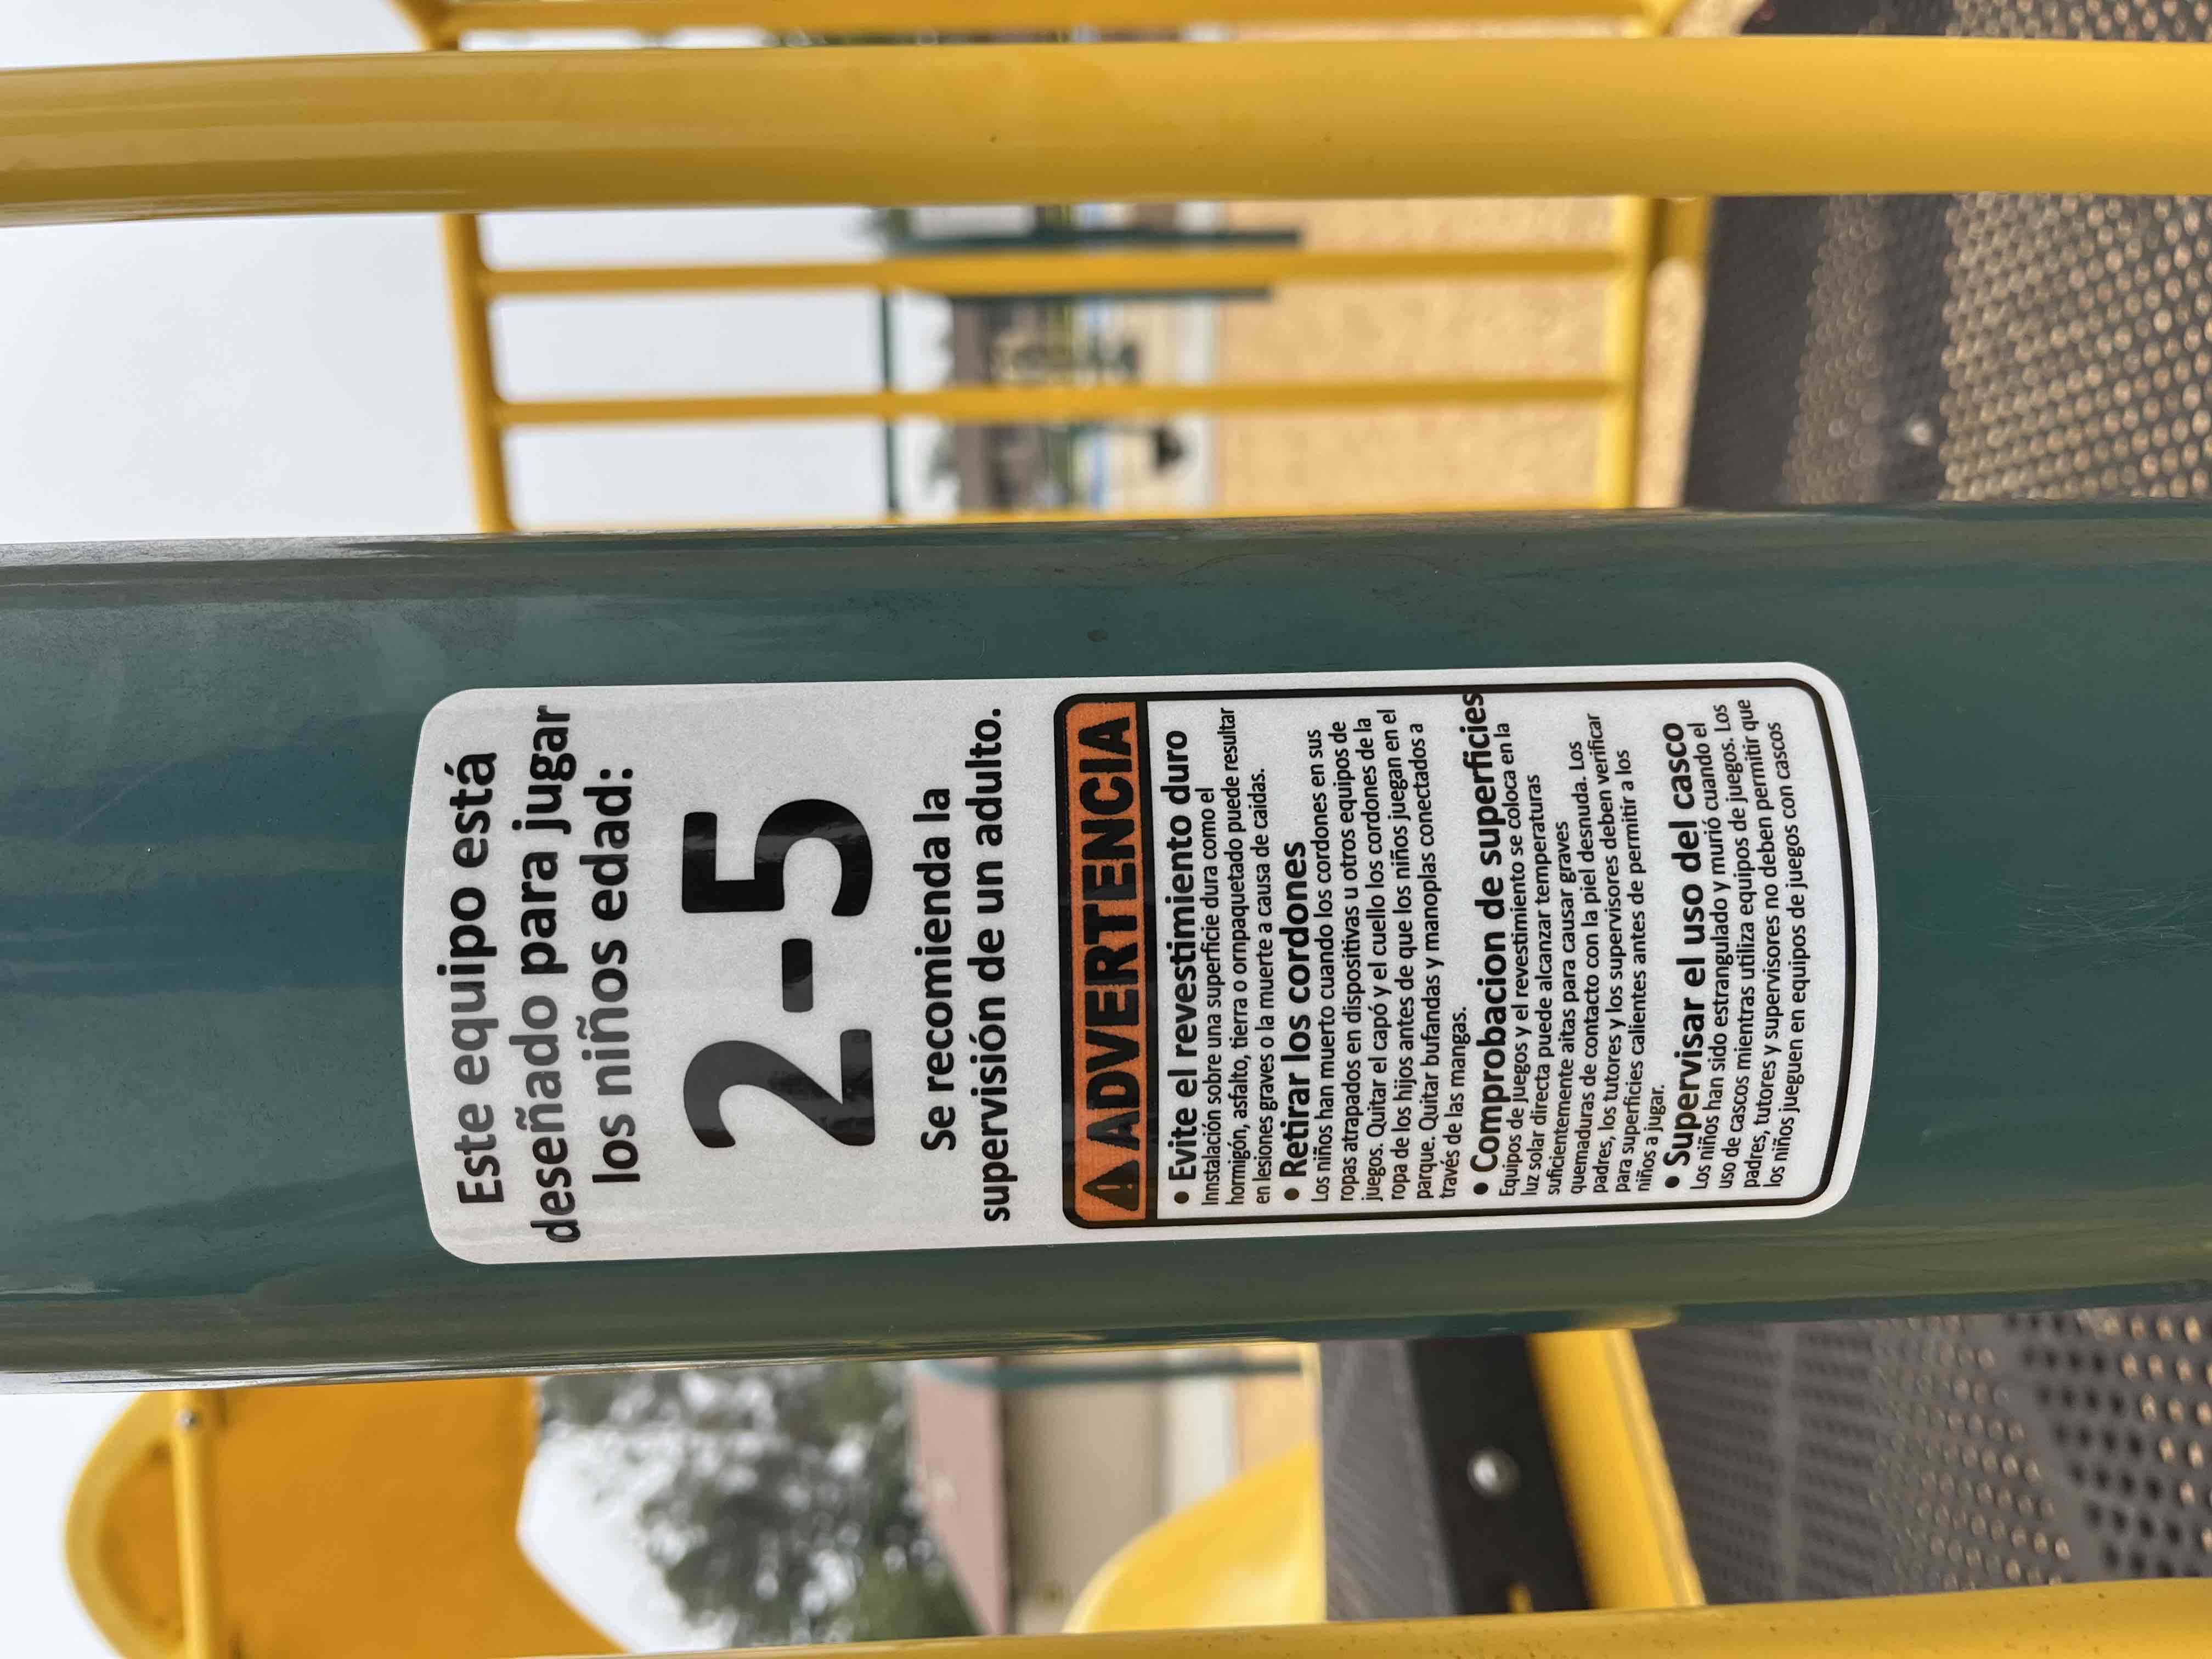 Este equipo está
deseñado para jugar
los niños edad:
2-5
Se recomienda la
supervisión de un adulto.
ADVERTENCIA
• Evite el revestimiento duro
Innstalación sobre una superficie dura como el
hormigón, asfalto, tierra o ornpaquetado puede resultar
en lesiones graves o la muerte a causa de caidas.
• Retirar los cordones
Los niños han muerto cuando los cordones en sus
ropas atrapados en dispositivas u otros equipos de
juegos. Quitar el capó y el cuello los cordones de la
ropa de los hijos antes de que los niños juegan en el
parque. Quitar bufandas y manoplas conectados a
través de las mangas.
• Comprobacion de superficies
Equipos de juegos y el revestimiento se coloca en la
luz solar directa puede alcanzar temperaturas
suficientemente aitas para causar graves
quemaduras de contacto con la piel desnuda. Los
padres, los tutores y los supervisores deben verificar
para superficies calientes antes de permitir a los
niños a jugar.
• Supervisar el uso del casco
Los niños han sido estrangulado y murió cuando el
uso de cascos mientras utiliza equipos de juegos. Los
padres, tutores y supervisores no deben permitir que
los niños jueguen en equipos de juegos con cascos